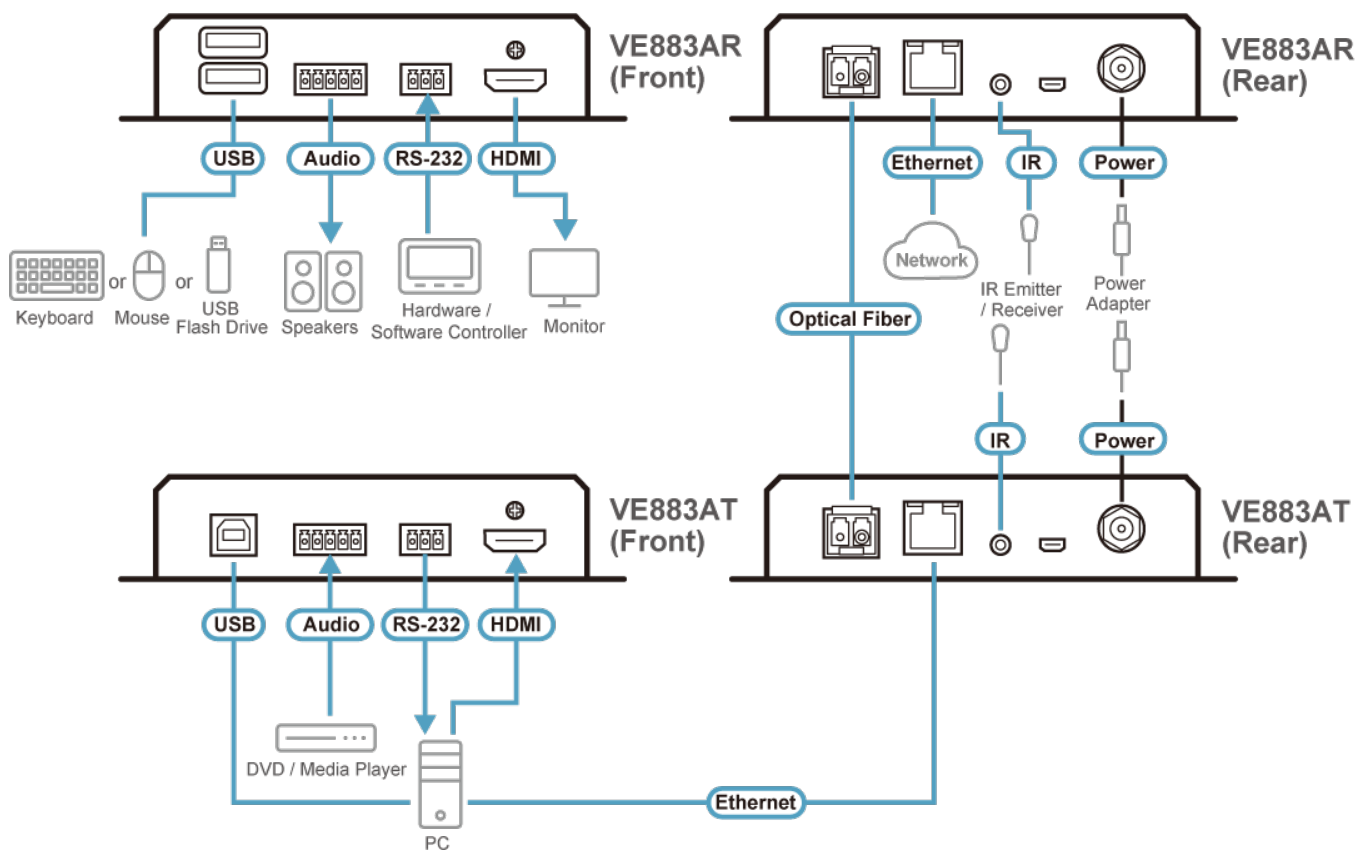 VE883AR
(Front)
USB
Audio
RS-232
HDMI
Keyboard
or
Mouse
or
USB
Flash Drive
Speakers
Hardware /
Software Controller
Monitor
VE883AR
(Rear)
Ethernet
IR
Power
Network
IR Emitter
/ Receiver
Power
Adapter
Optical Fiber
IR
Power
VE883AT
(Front)
USB
Audio
RS-232
HDMI
DVD / Media Player
PC
VE883AT
(Rear)
Ethernet